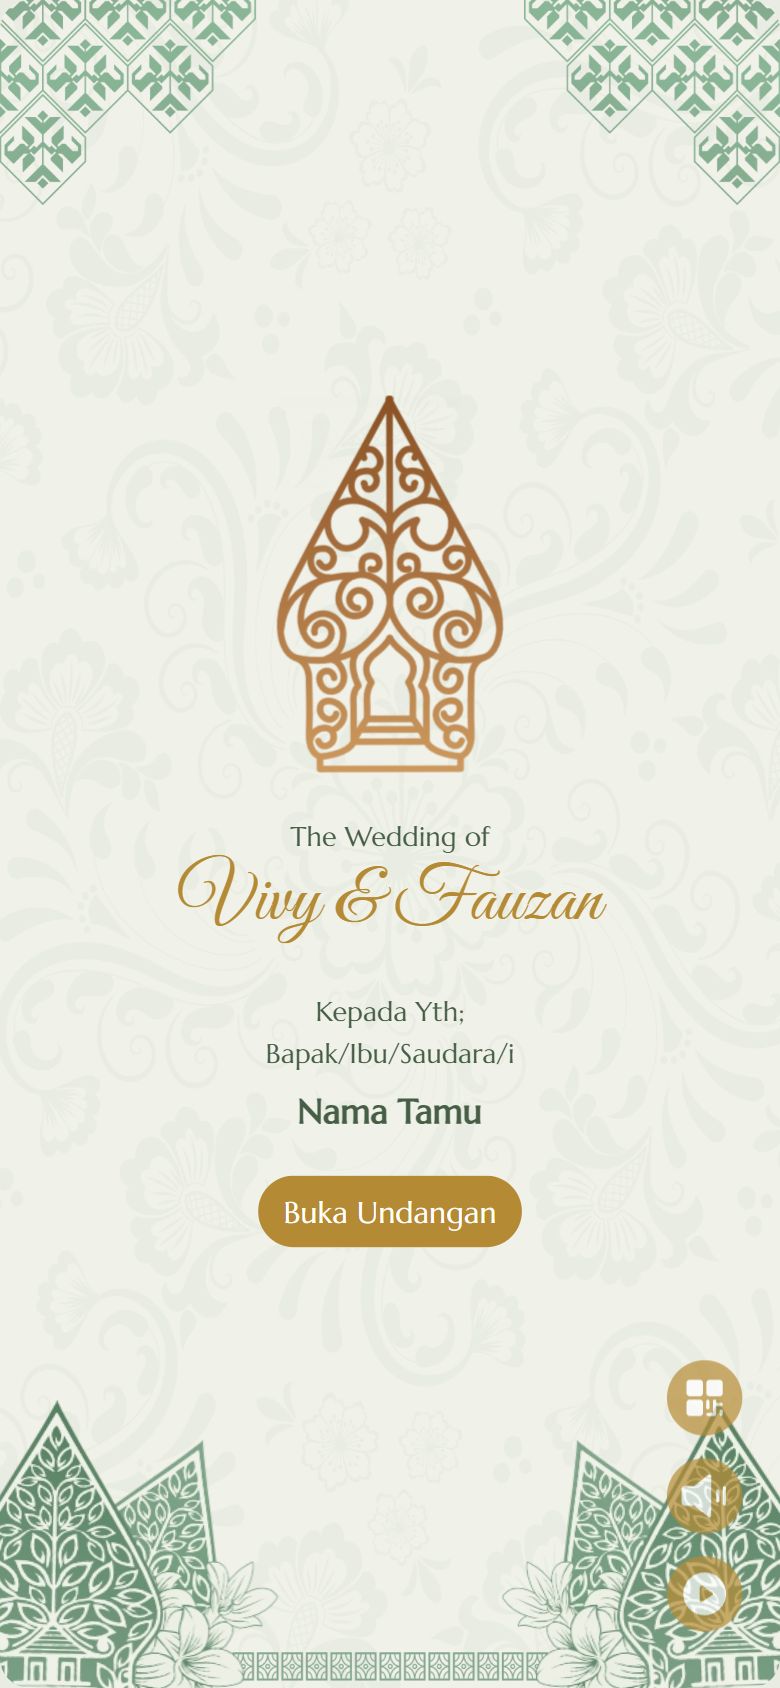 The Wedding of
Vivy & Fauzan
Kepada Yth;
Bapak/Ibu/Saudara/i
Nama Tamu
Buka Undangan